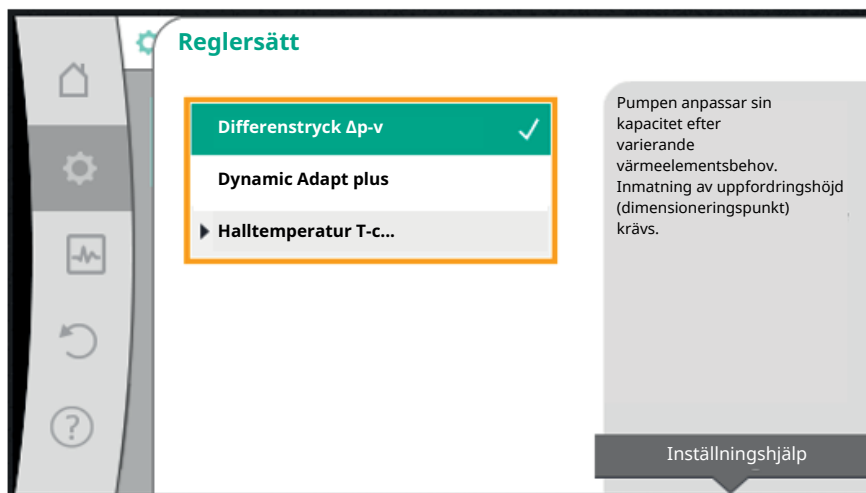 Reglersätt
Differenstryck Δp-v
Dynamic Adapt plus
Halltemperatur T-c...
Pumpen anpassar sin
kapacitet efter
varierande
värmeelementsbehov.
Inmatning av uppfordringshöjd
(dimensioneringspunkt)
krävs.
Inställningshjälp